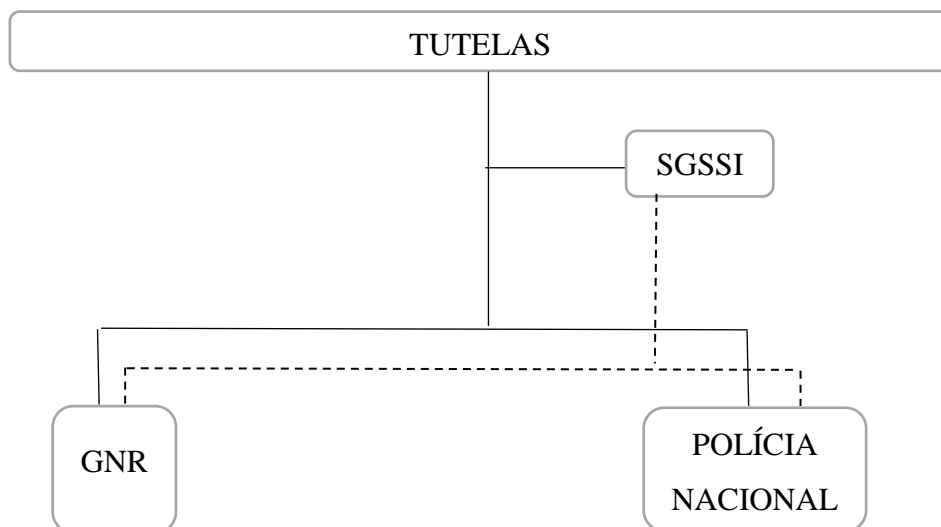 TUTELAS
SGSSI
GNR
POLÍCIA
NACIONAL